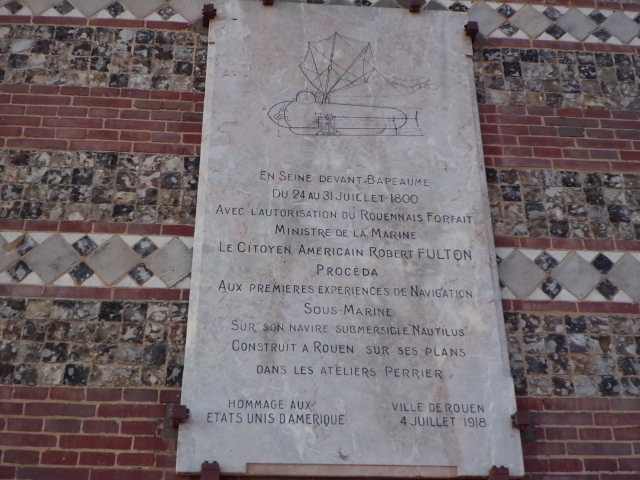 EN SEINE DEVANT BAPEAUME
DU 24 AU 31 JUILLET 1800.
AVEC L'AUTORISATION DU ROUENNAIS FORFAIT
MINISTRE DE LA MARINE
LE CITOYEN AMERICAIN ROBERT FULTON
PROCÉDA
AUX PREMIERES EXPERIENCES DE NAVIGATION
SOUS-MARINE
SUR SON NAVIRE SUBMERSIBLE "NAUTILUS"
CONSTRUIT A ROUEN SUR SES PLANS
DANS LES ATELIERS PERRIER
HOMMAGE AUX
ETATS UNIS D'AMERIQUE
VILLE DE ROUEN
4 JUILLET 1918